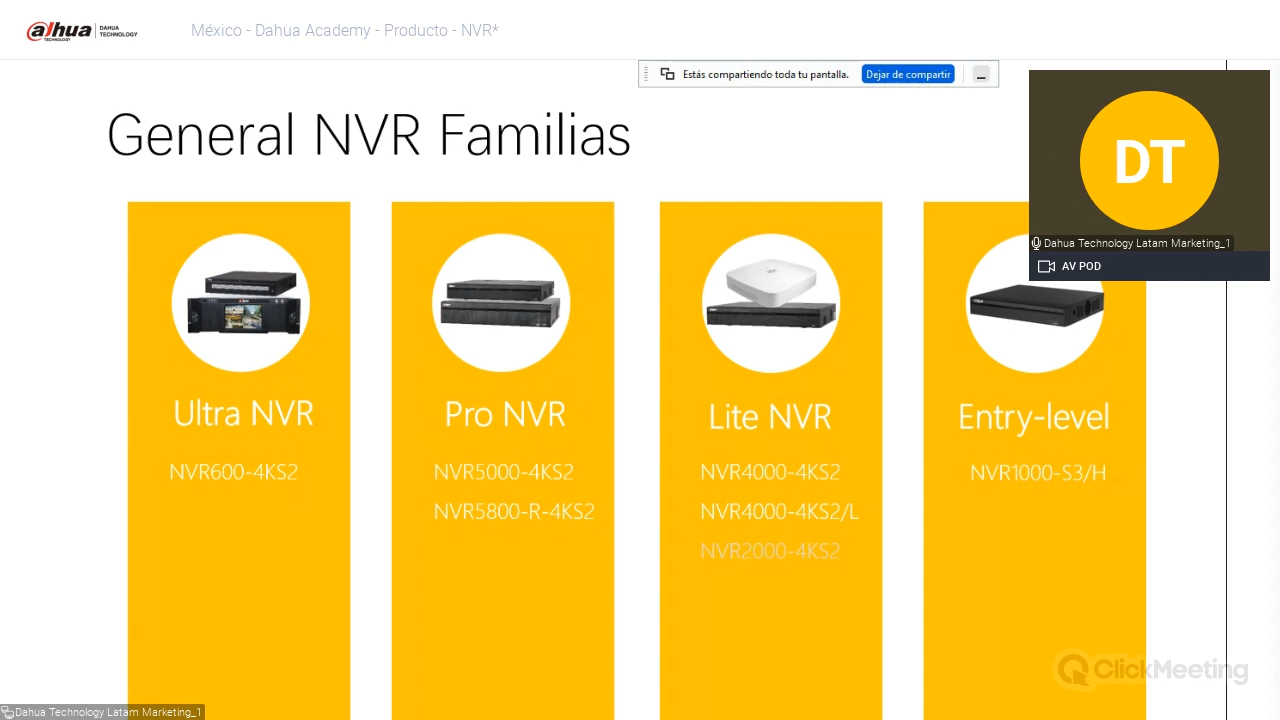 alhua
TECHNOLOGY
DAHUA
TECHNOLOGY
México - Dahua Academy - Producto - NVR*
Estás compartiendo toda tu pantalla.
Dejar de compartir
General NVR Familias
DT
Dahua Technology Latam Marketing_1
AV POD
Ultra NVR
NVR600-4KS2
Pro NVR
NVR5000-4KS2
NVR5800-R-4KS2
Lite NVR
NVR4000-4KS2
NVR4000-4KS2/L
NVR2000-4KS2
Entry-level
NVR1000-S3/H
ClickMeeting
Dahua Technology Latam Marketing_1